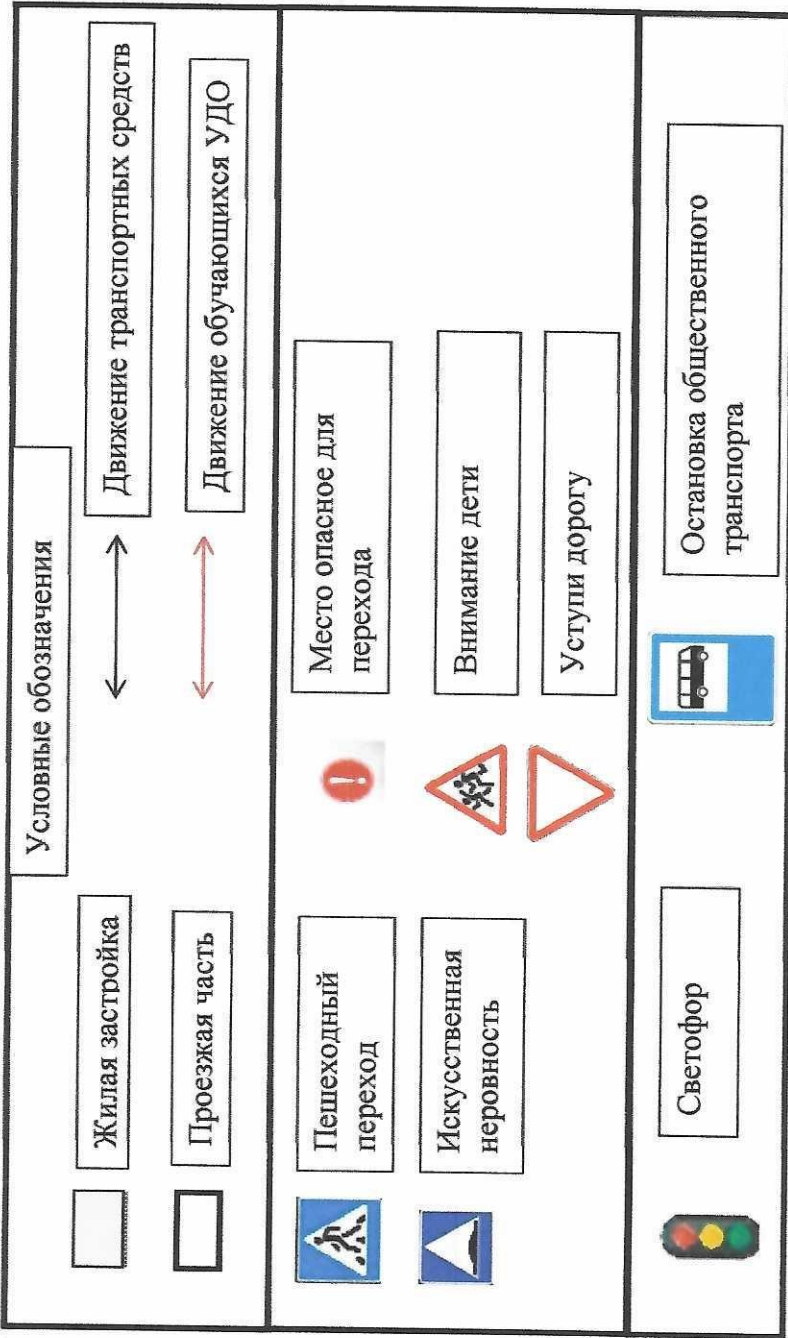 Условные обозначения
Жилая застройка
Движение транспортных средств
Проезжая часть
Движение обучающихся УДО
Пешеходный
переход
Место опасное для
перехода
Искусственная
неровность
Внимание дети
Уступи дорогу
Светофор
Остановка общественного
транспорта